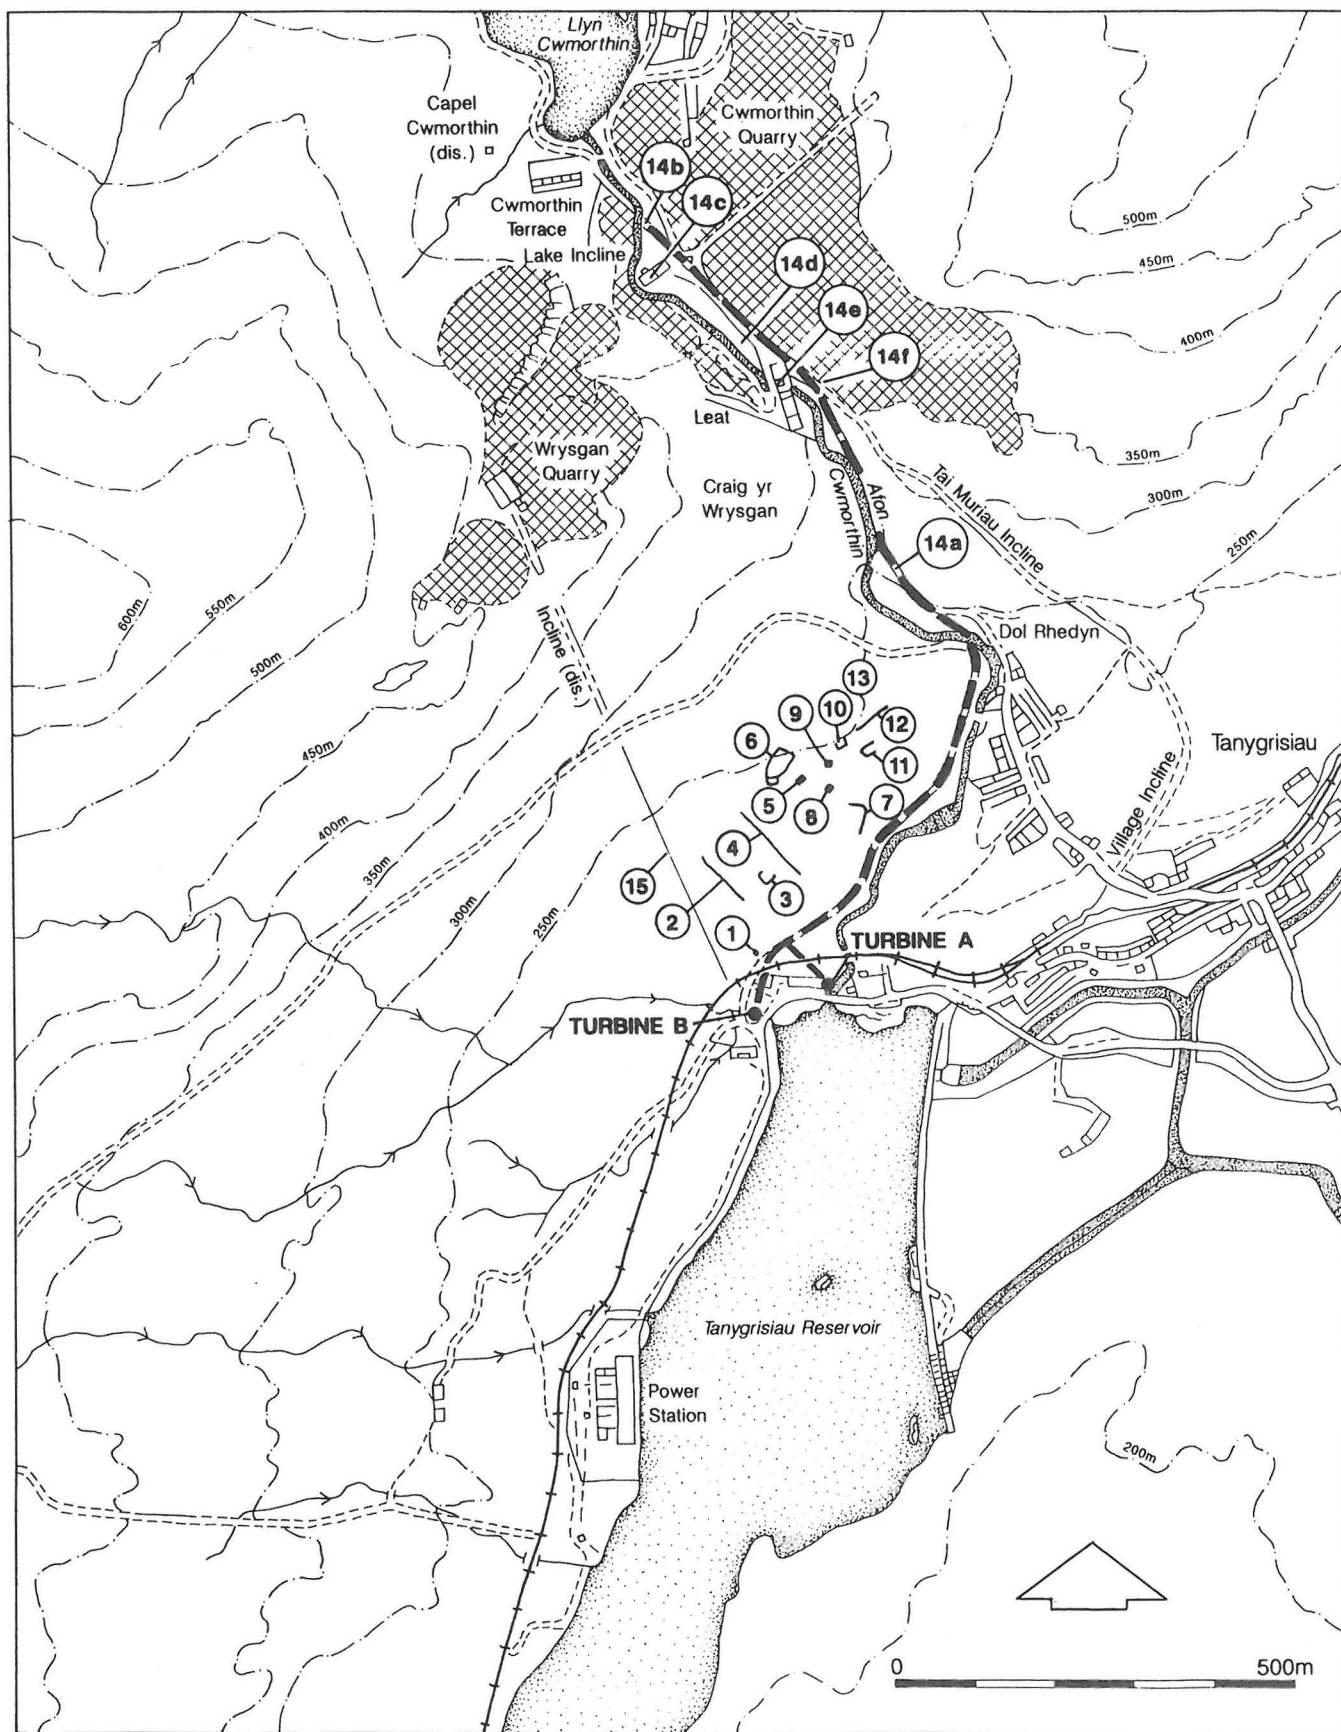 Llyn
Cwmorthin
Capel
Cwmorthin
(dis.)
Cwmorthin
Quarry
14b
14c
Cwmorthin
Terrace
Lake Incline
500m
450m
14d
14e
400m
14f
Leat
Wrysgan
Quarry
Craig yr
Wrysgan
350m
300m
250m
Afon
Cwmorthin
Tai Muriau Incline
14a
600m
550m
500m
Incline (dis.)
Dol Rhedyn
13
10
9
12
6
11
Tanygrisiau
450m
5
8
7
Village Incline
400m
4
350m
15
3
2
300m
250m
1
TURBINE A
TURBINE B
Tanygrisiau Reservoir
Power
Station
200m
0
500m